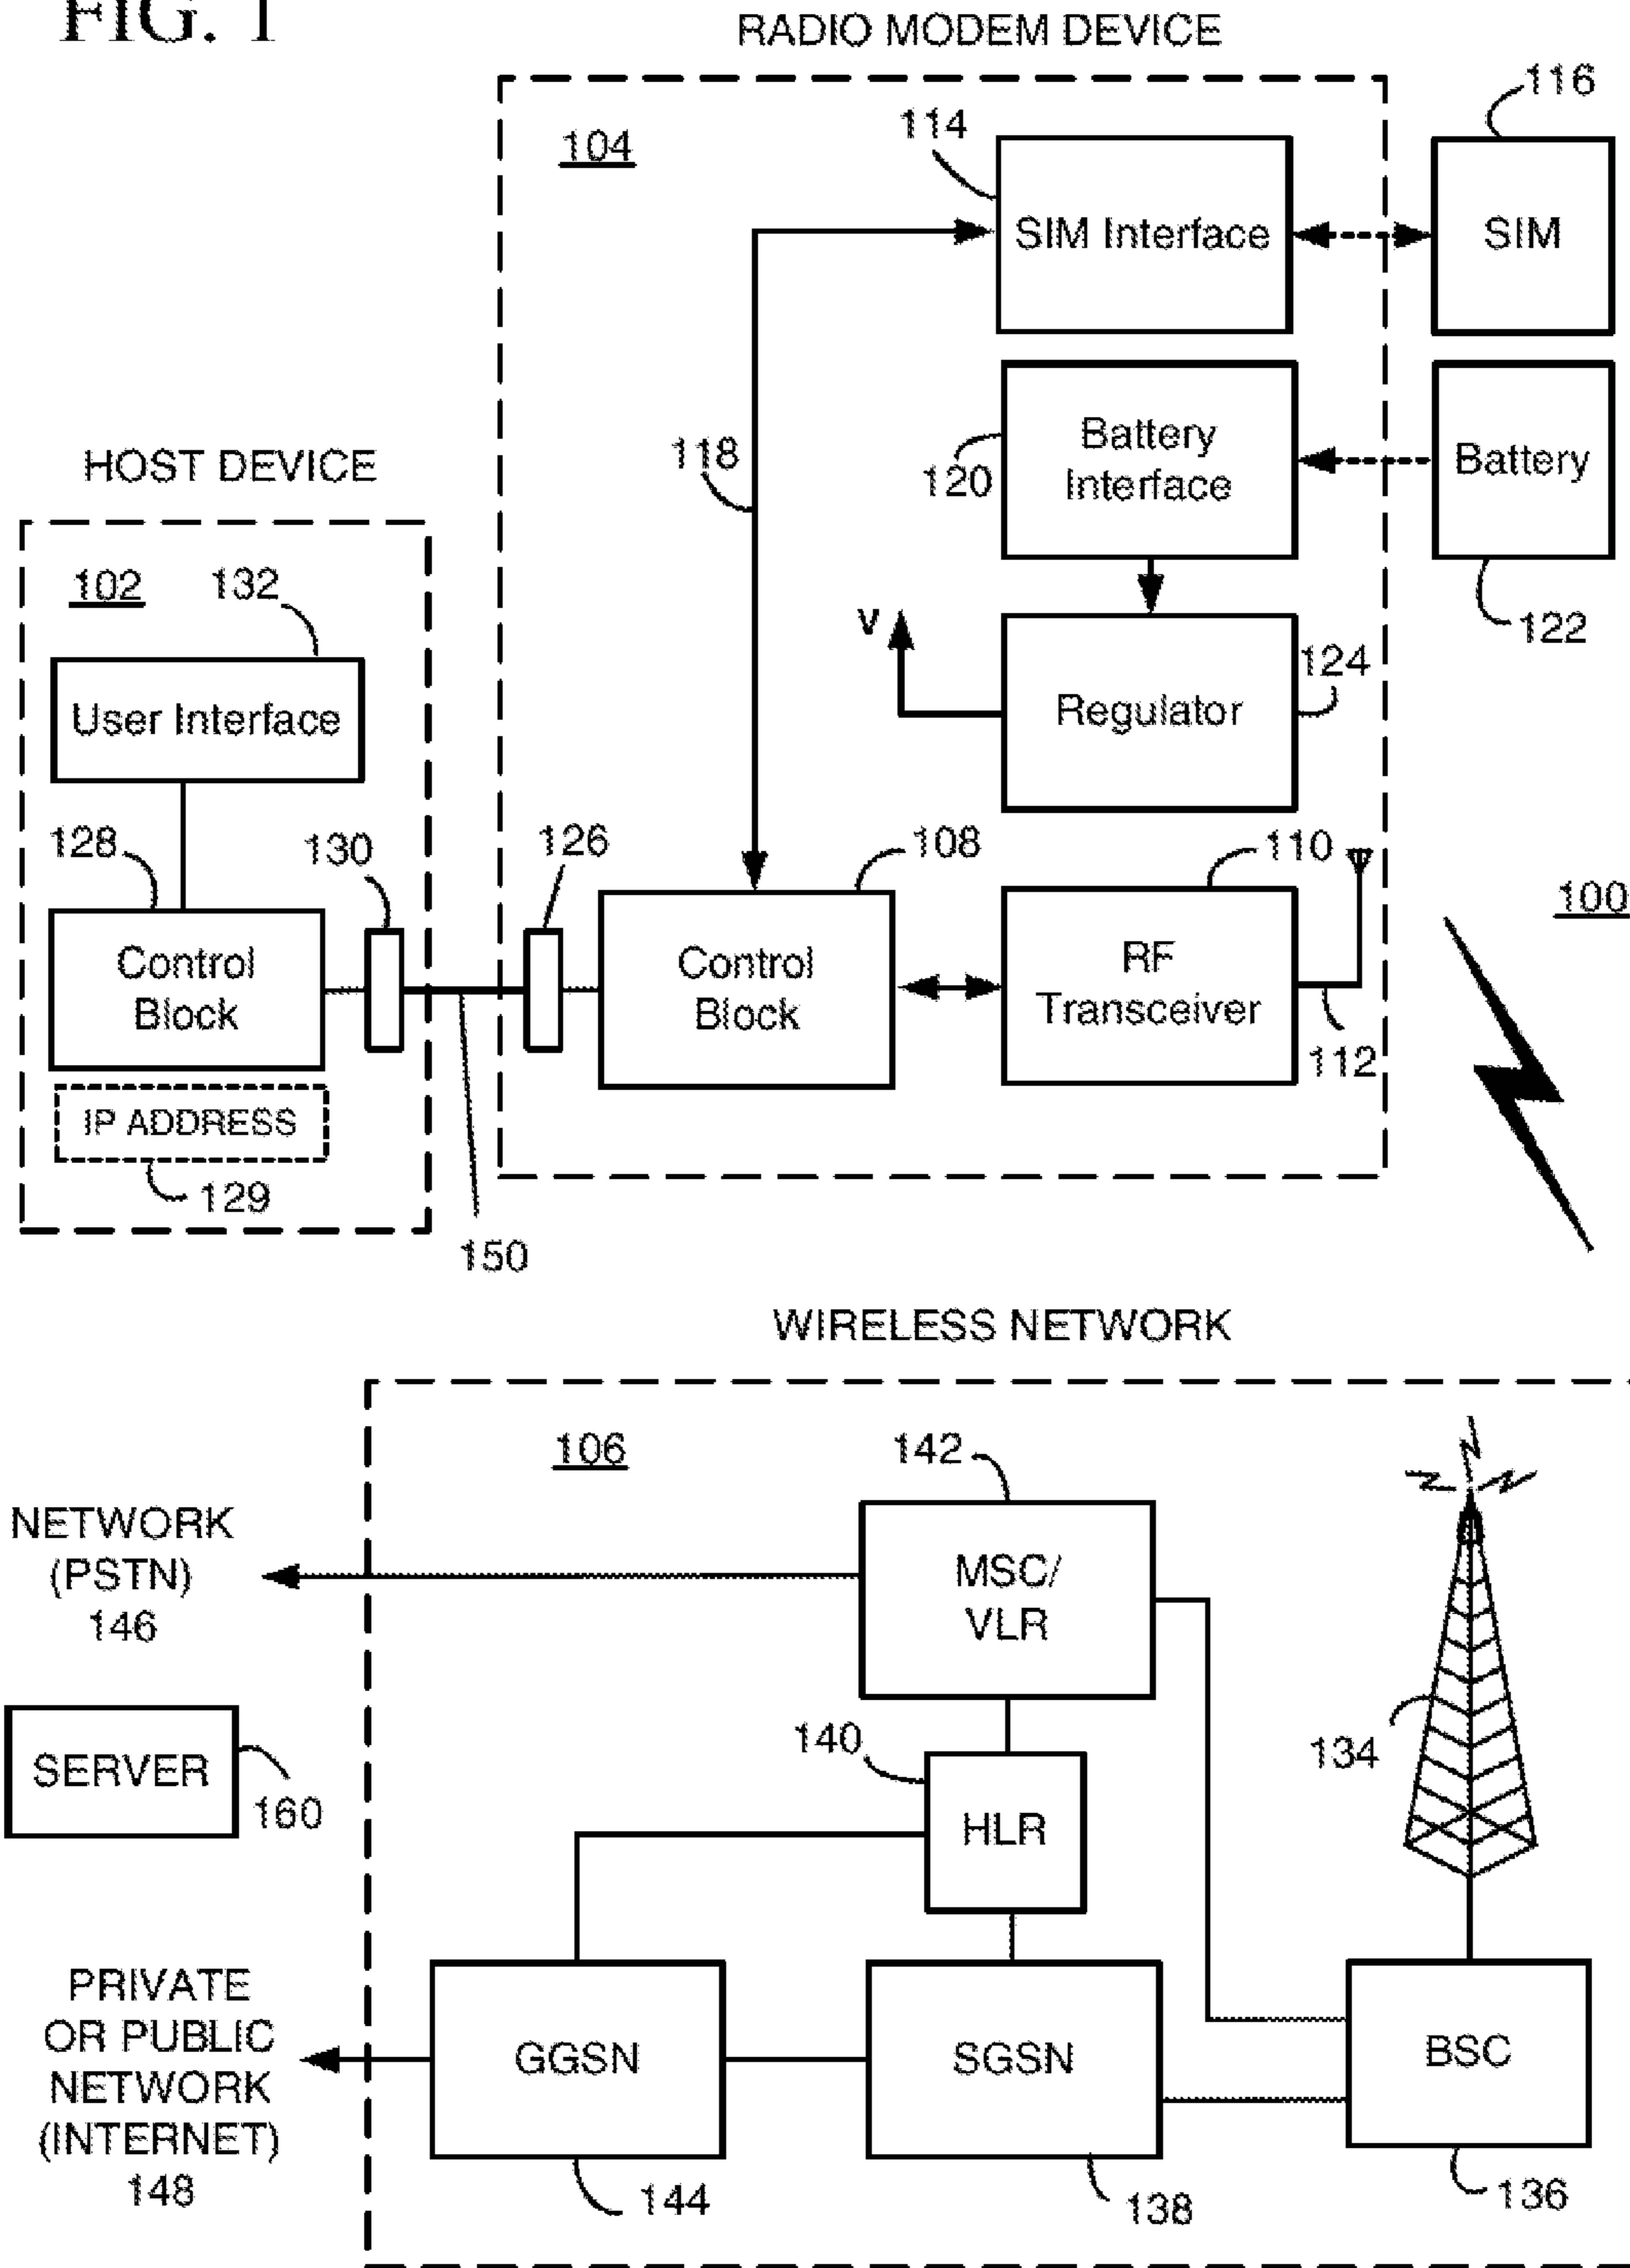 FIG. 1
RADIO MODEM DEVICE
116
114
104
SIM Interface
SIM
118
Battery
Interface
120
Battery
HOST DEVICE
102
132
122
V
124
User Interface
Regulator
128
130
126
108
110
100
Control
Block
Control
Block
RF
Transceiver
112
IP ADDRESS
129
150
WIRELESS NETWORK
106
142
NETWORK
(PSTN)
146
MSC/
VLR
140
134
SERVER
160
HLR
PRIVATE
OR PUBLIC
NETWORK
(INTERNET)
148
GGSN
SGSN
BSC
144
138
136